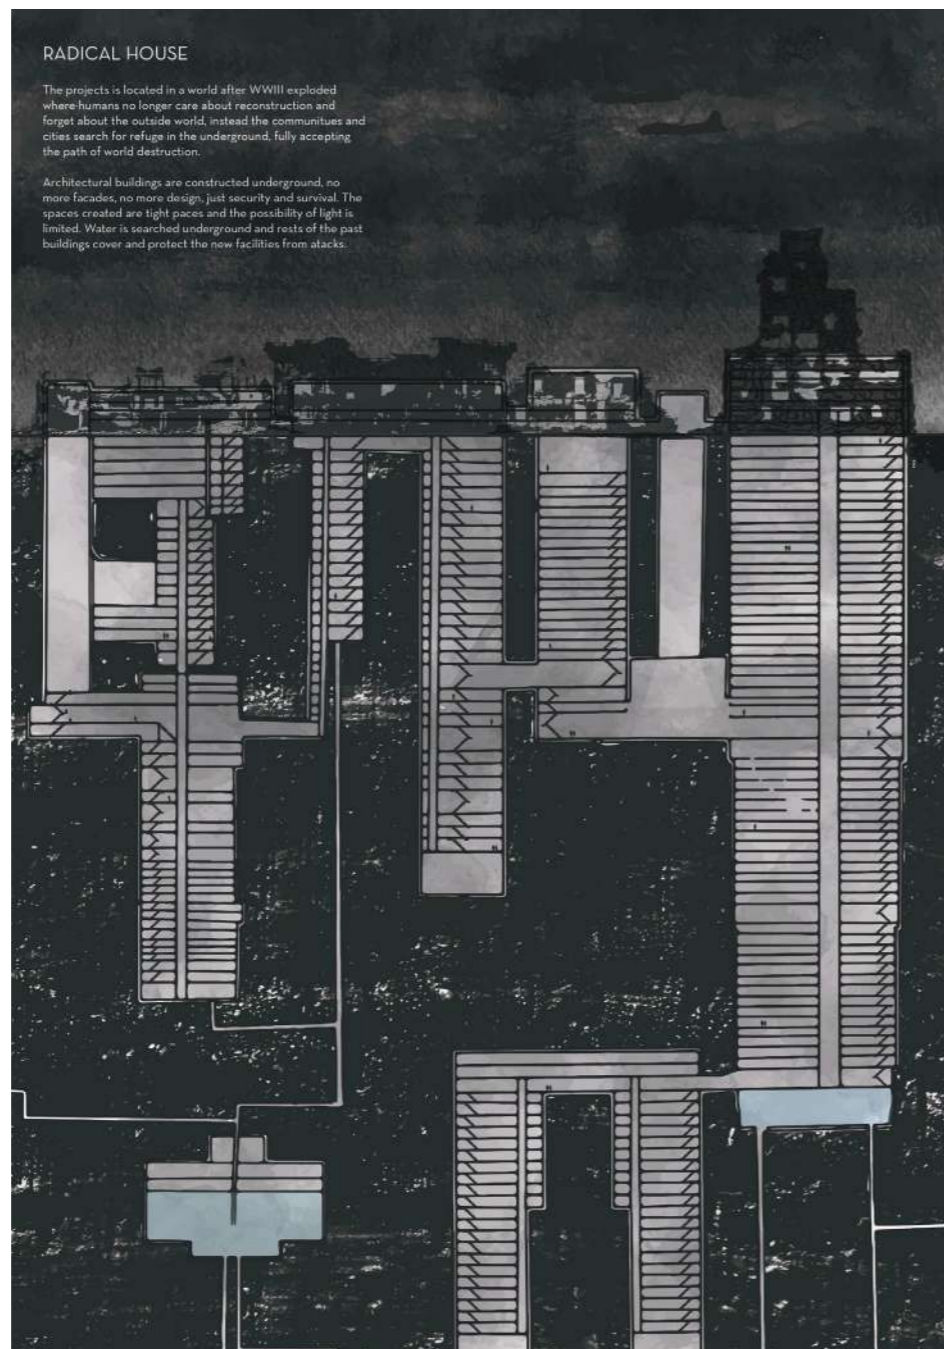 RADICAL HOUSE
The projects is located in a world after WWIII exploded
where humans no longer care about reconstruction and
forget about the outside world, instead the communitues and
cities search for refuge in the underground, fully accepting
the path of world destruction.
Architectural buildings are constructed underground, no
more facades, no more design, just security and survival. The
spaces created are tight paces and the possibility of light is
limited. Water is searched underground and rests of the past
buildings cover and protect the new facilities from atacks.